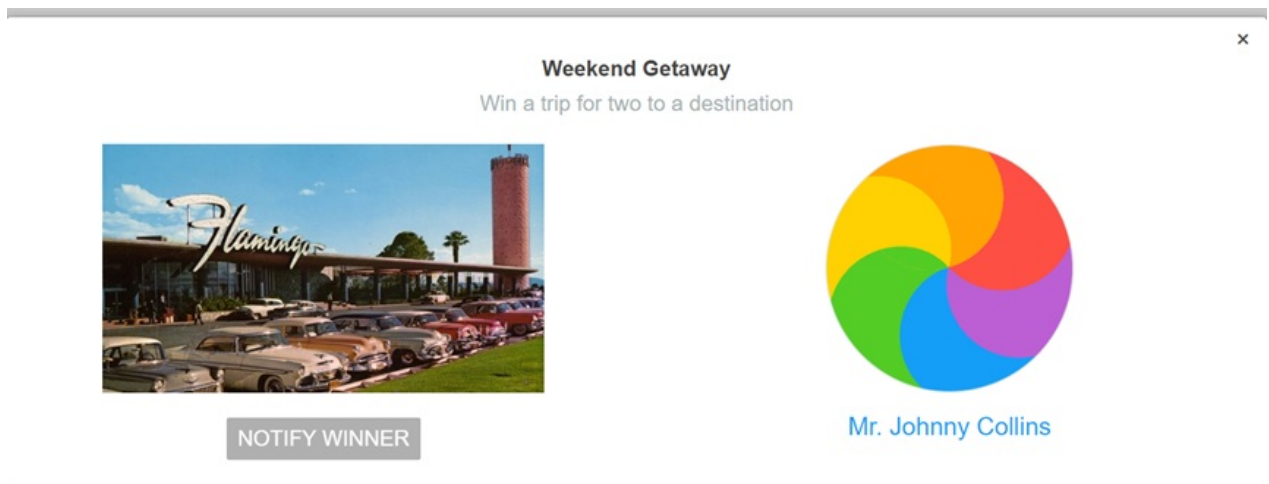 ×
Weekend Getaway
Win a trip for two to a destination
Flamingo
NOTIFY WINNER
Mr. Johnny Collins